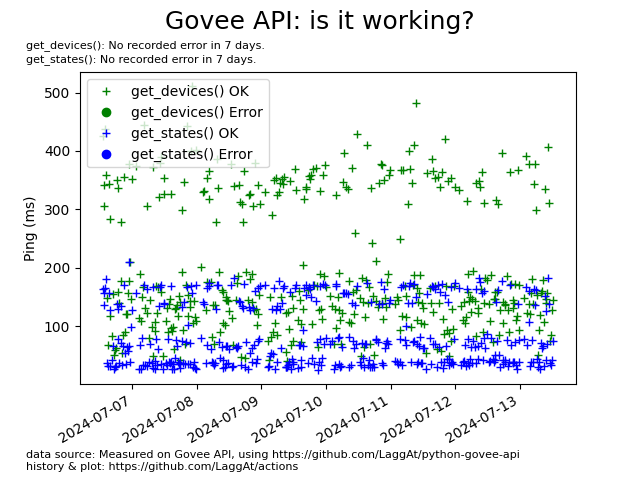 Govee API: is it working?
get_devices(): No recorded error in 7 days.
get_states(): No recorded error in 7 days.
get_devices() OK
get_devices() Error
get_states() OK
get_states() Error
Ping (ms)
500
400
300
200
100
2024-07-07
2024-07-08
2024-07-09
2024-07-10
2024-07-11
2024-07-12
2024-07-13
data source: Measured on Govee API, using https://github.com/LaggAt/python-govee-api
history & plot: https://github.com/LaggAt/actions